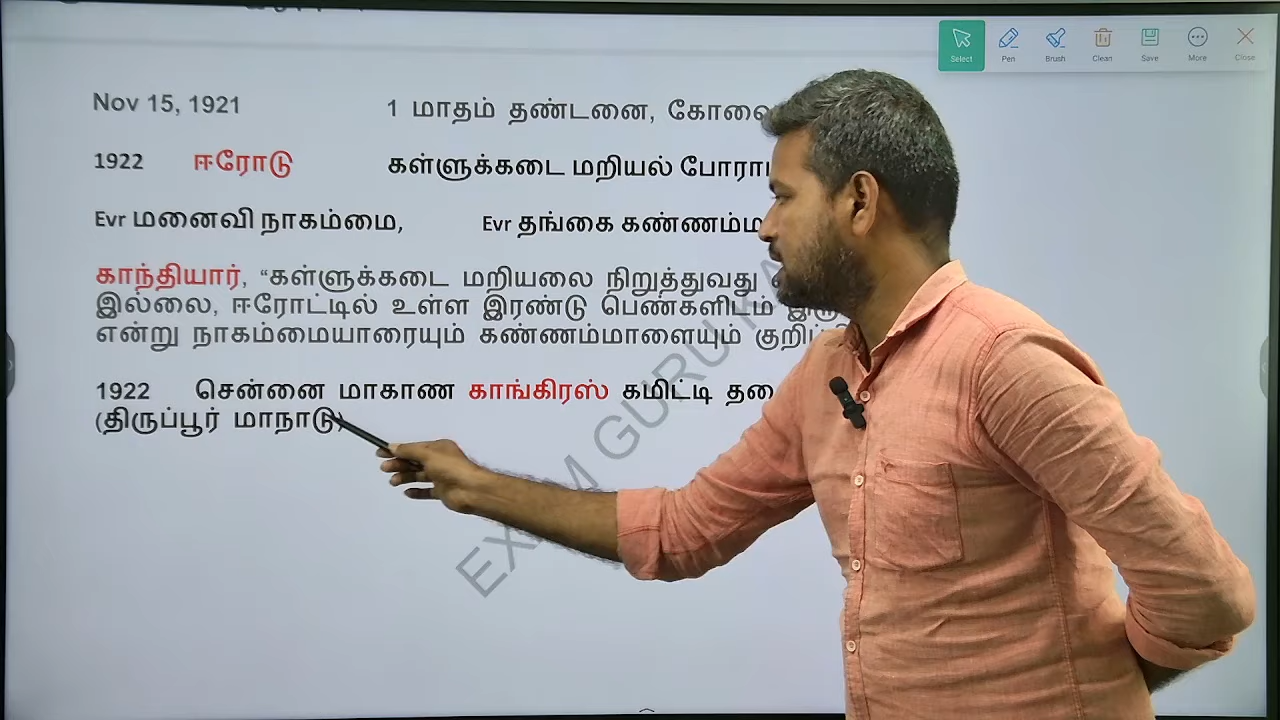 Select Pen Brush Clean Save More Close
Nov 15, 1921 1 மாதம் தண்டனை,
1922 ஈரோடு கள்ளுக்கடை மறியல்
Evr மனைவி நாகம்மை, Evr தங்கை
காந்தியார், “கள்ளுக்கடை மறியலை நிறுத்துவது
இல்லை, ஈரோட்டில் உள்ள இரண்டு பெண்களிடம்
என்று நாகம்மையாரையும் கண்ணம்மாளையும்
1922 சென்னை மாகாண காங்கிரஸ் கமிட்டி
(திருப்பூர் மாநாடு)
EXAM GURU